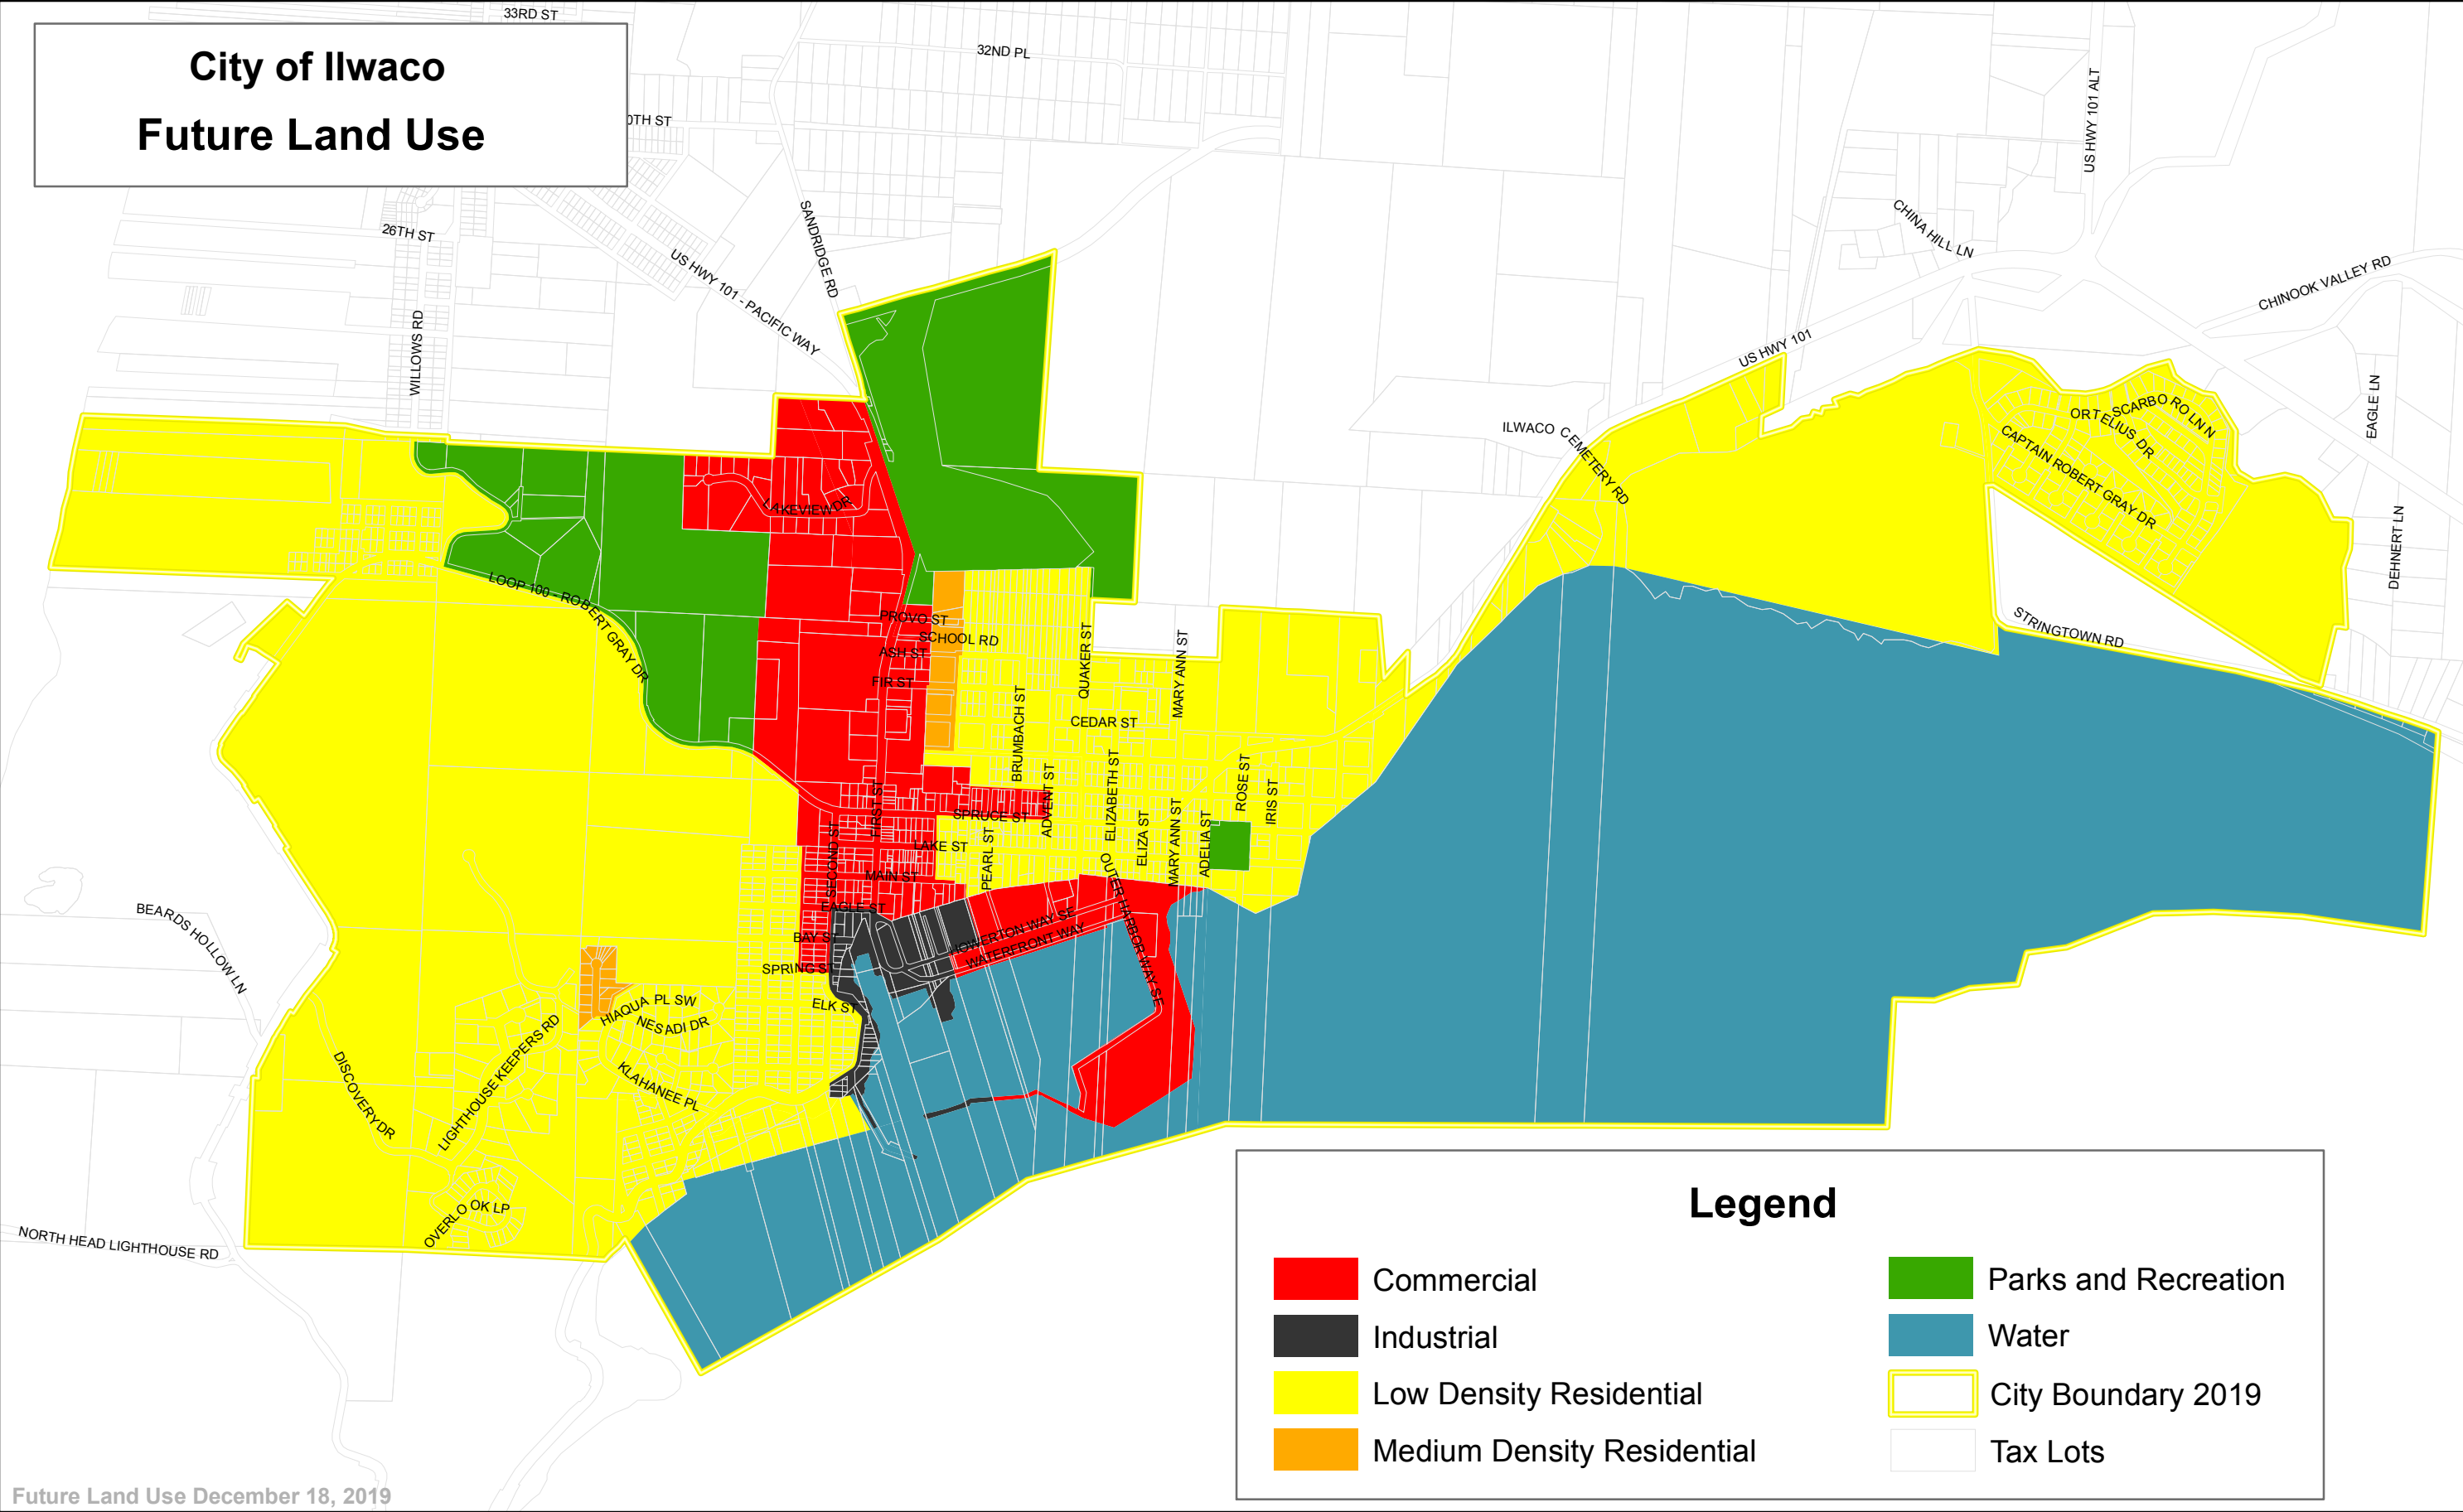 City of Ilwaco
Future Land Use
33RD ST
32ND PL
0TH ST
26TH ST
US HWY 101 - PACIFIC WAY
SANDRIDGE RD
WILLOWS RD
US HWY 101 ALT
CHINA HILL LN
CHINOOK VALLEY RD
US HWY 101
EAGLE LN
DEHNERT LN
ILWACO CEMETERY RD
ORTELIUS DR
SCARBORO LN N
CAPTAIN ROBERT GRAY DR
STRINGTOWN RD
LAKEVIEW DR
LOOP 100 - ROBERT GRAY DR
PROVO ST
SCHOOL RD
ASH ST
FIR ST
QUAKER ST
MARY ANN ST
CEDAR ST
BRUMBACH ST
ADVENT ST
ELIZABETH ST
ROSE ST
IRIS ST
FIRST ST
SPRUCE ST
SECOND ST
LAKE ST
PEARL ST
ELIZA ST
MARY ANN ST
ADELIA ST
MAIN ST
EAGLE ST
OUTER HARBOR WAY SE
BAY ST
HOWERTON WAY SE
WATERFRONT WAY
SPRING ST
ELK ST
BEARDS HOLLOW LN
HIAQUA PL SW
NESADI DR
KLAHANEE PL
LIGHTHOUSE KEEPERS RD
DISCOVERY DR
OVERLOOK LP
NORTH HEAD LIGHTHOUSE RD
Legend
Commercial
Industrial
Low Density Residential
Medium Density Residential
Parks and Recreation
Water
City Boundary 2019
Tax Lots
Future Land Use December 18, 2019